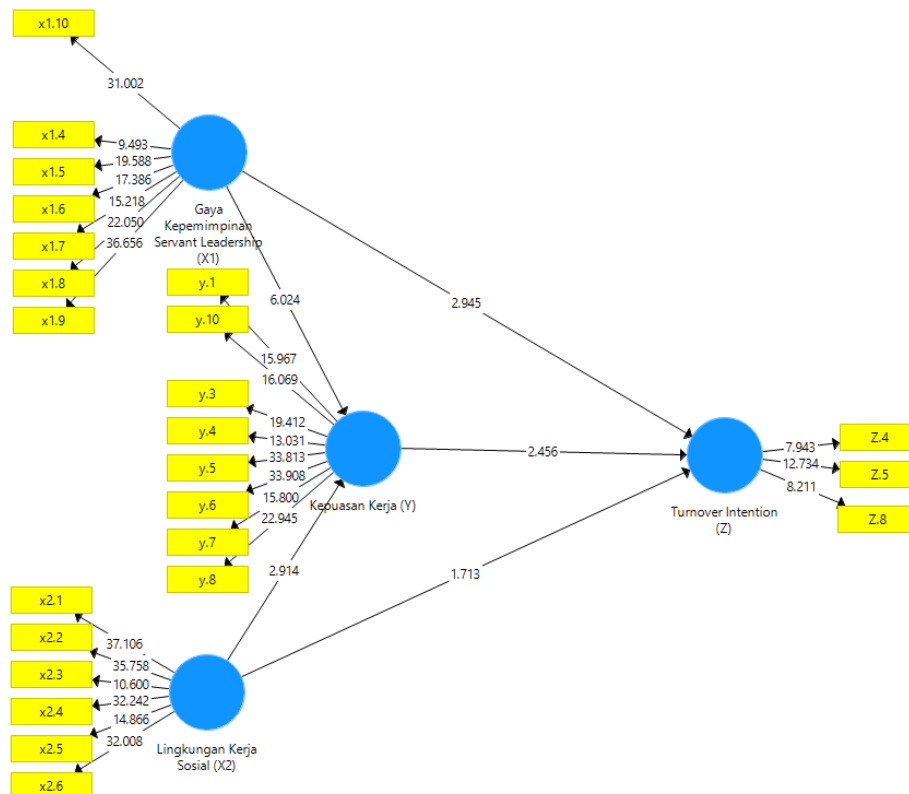 x1.10
31.002
x1.4
9.493
x1.5
19.588
x1.6
17.386
x1.7
15.218
x1.8
22.050
x1.9
36.656
Gaya
Kepemimpinan
Servant Leadership
(X1)
6.024
2.945
y.1
15.967
y.10
16.069
y.3
19.412
y.4
13.031
y.5
33.813
y.6
33.908
y.7
15.800
y.8
22.945
Kepuasan Kerja (Y)
2.456
Turnover Intention
(Z)
7.943
Z.4
12.734
Z.5
8.211
Z.8
2.914
1.713
x2.1
37.106
x2.2
35.758
x2.3
10.600
x2.4
32.242
x2.5
14.866
x2.6
32.008
Lingkungan Kerja
Sosial (X2)